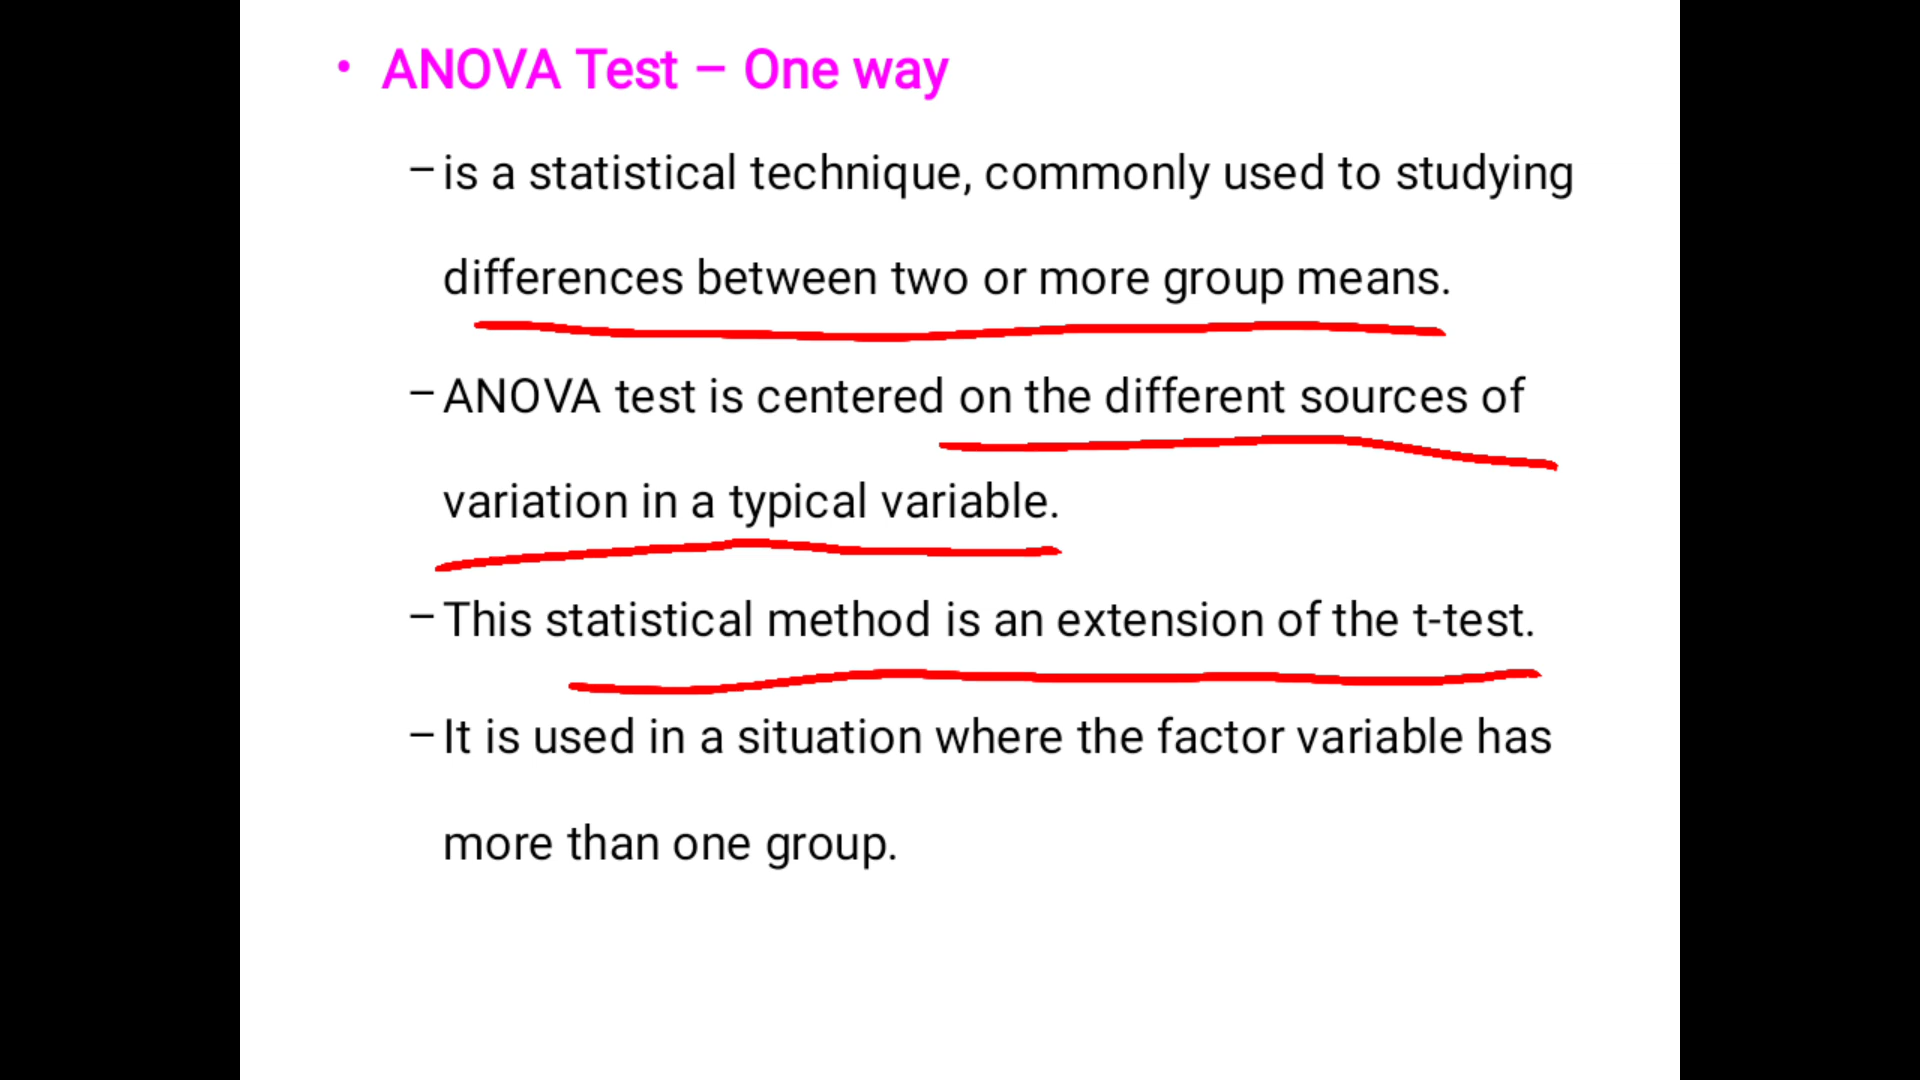 • ANOVA Test – One way
– is a statistical technique, commonly used to studying
differences between two or more group means.
– ANOVA test is centered on the different sources of
variation in a typical variable.
– This statistical method is an extension of the t-test.
– It is used in a situation where the factor variable has
more than one group.